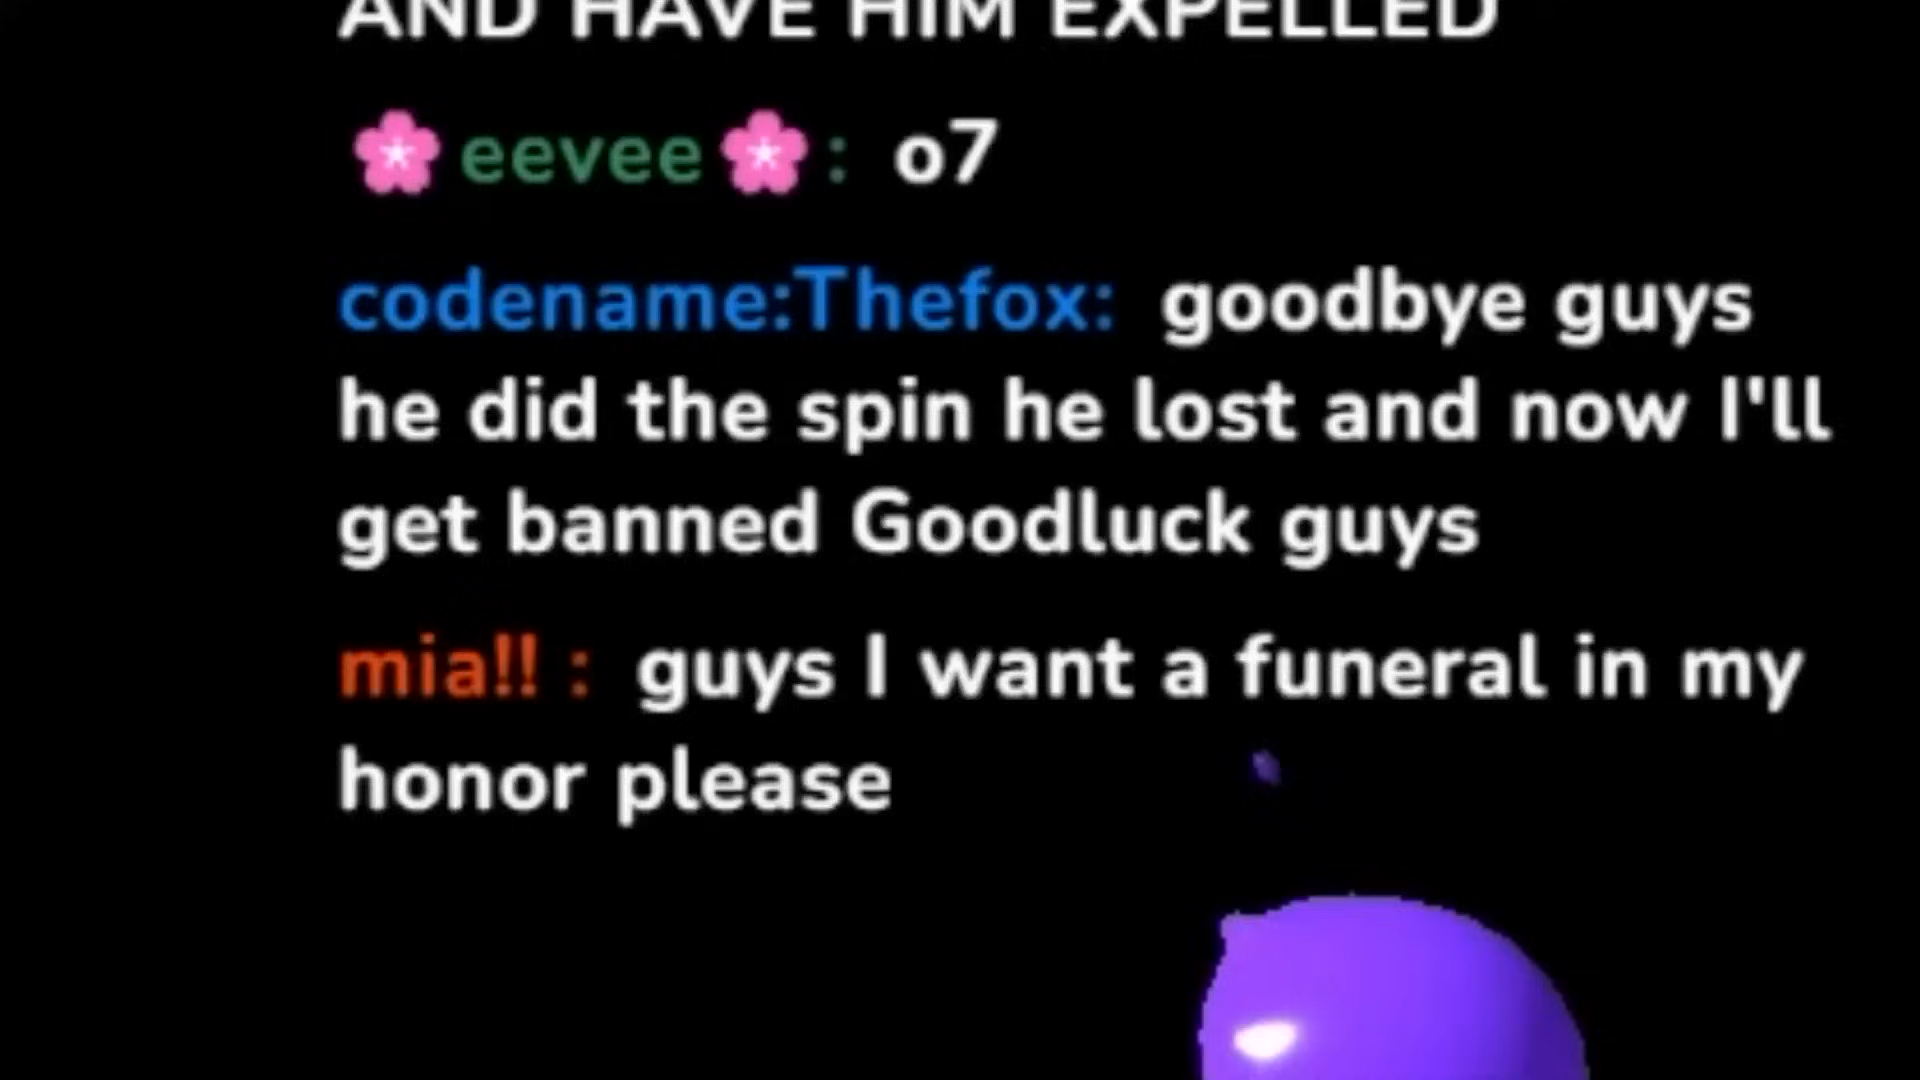 AND HAVE HIM EXPELLED
🌸eevee🌸: o7
codename:Thefox: goodbye guys
he did the spin he lost and now I'll
get banned Goodluck guys
mia!! : guys I want a funeral in my
honor please